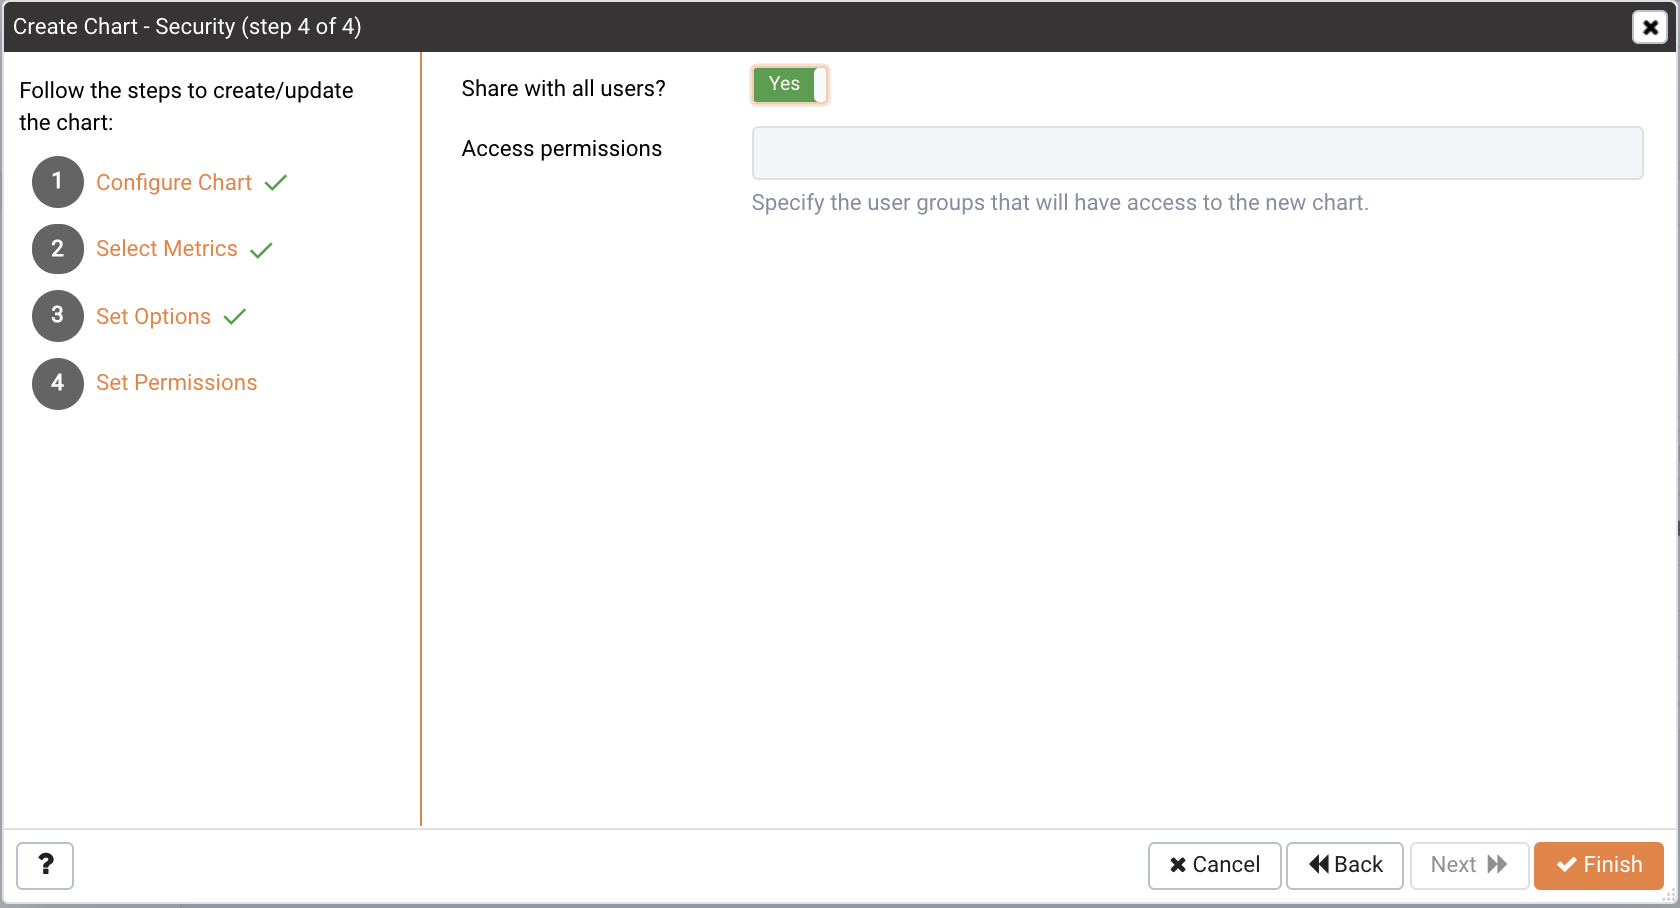 Create Chart - Security (step 4 of 4)
Follow the steps to create/update
the chart:
1 Configure Chart
2 Select Metrics
3 Set Options
4 Set Permissions
Share with all users? Yes
Access permissions
Specify the user groups that will have access to the new chart.
? Cancel Back Next Finish